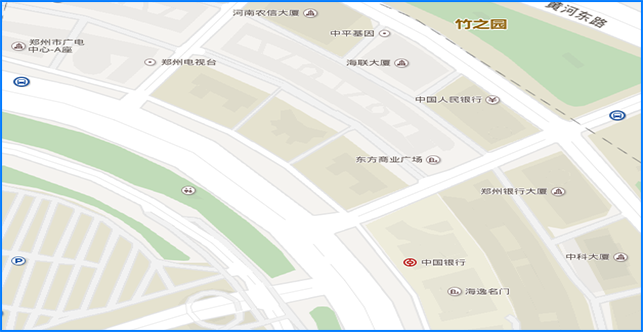 河南农信大厦
竹之园
黄河东路
中平基因
郑州市广电
中心-A座
郑州电视台
海联大厦
中国人民银行
东方商业广场
郑州银行大厦
中国银行
中科大厦
海逸名门
P